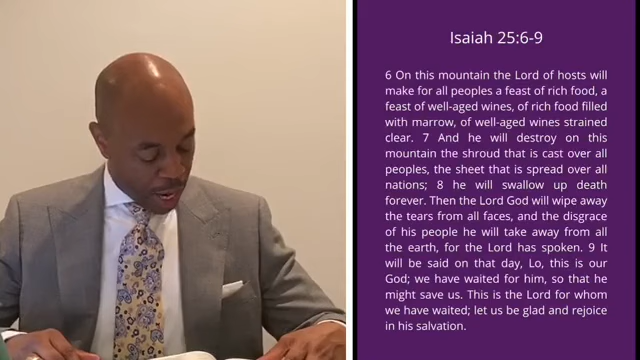 Isaiah 25:6-9
6 On this mountain the Lord of hosts will
make for all peoples a feast of rich food, a
feast of well-aged wines, of rich food filled
with marrow, of well-aged wines strained
clear. 7 And he will destroy on this
mountain the shroud that is cast over all
peoples, the sheet that is spread over all
nations; 8 he will swallow up death
forever. Then the Lord God will wipe away
the tears from all faces, and the disgrace
of his people he will take away from all
the earth, for the Lord has spoken. 9 It
will be said on that day, Lo, this is our
God; we have waited for him, so that he
might save us. This is the Lord for whom
we have waited; let us be glad and rejoice
in his salvation.